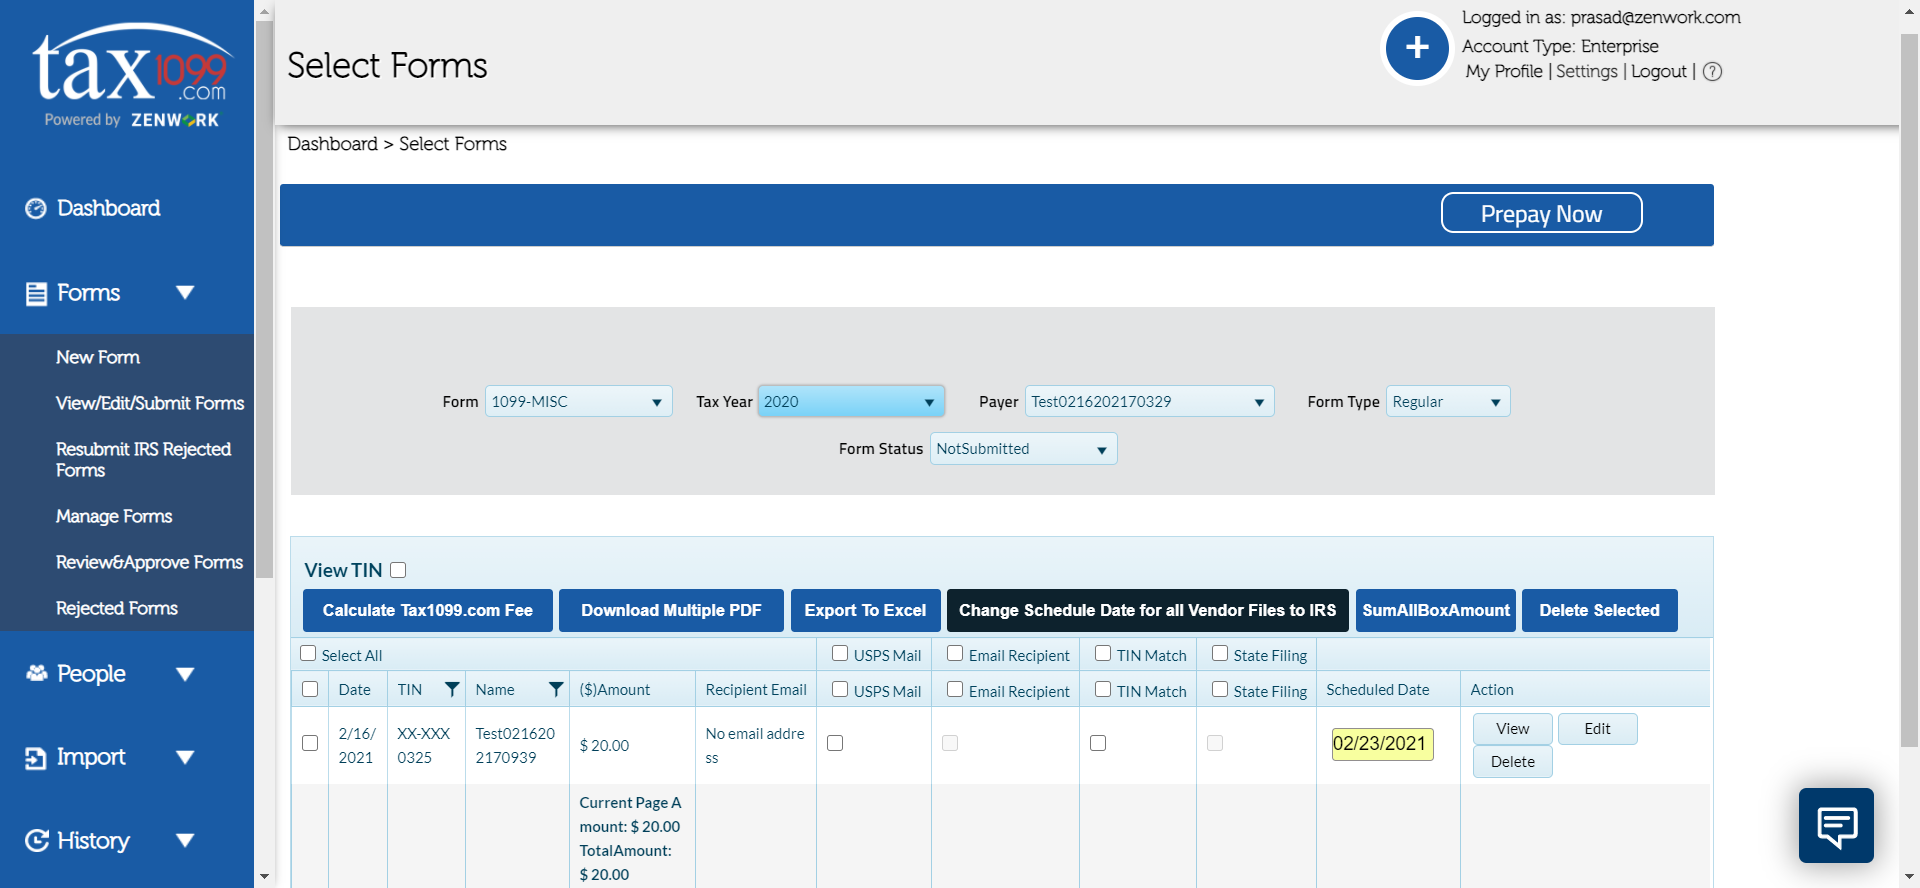 tax1099
.com
Powered by ZENWORK
Dashboard
Forms
New Form
View/Edit/Submit Forms
Resubmit IRS Rejected
Forms
Manage Forms
Review&Approve Forms
Rejected Forms
People
Import
History
Select Forms
+
Logged in as: prasad@zenwork.com
Account Type: Enterprise
My Profile | Settings | Logout | ?
Dashboard > Select Forms
Prepay Now
Form 1099-MISC Tax Year 2020 Payer Test0216202170329 Form Type Regular
Form Status NotSubmitted
View TIN
Calculate Tax1099.com Fee Download Multiple PDF Export To Excel Change Schedule Date for all Vendor Files to IRS SumAllBoxAmount Delete Selected
Select All USPS Mail Email Recipient TIN Match State Filing
Date TIN Name ($)Amount Recipient Email USPS Mail Email Recipient TIN Match State Filing Scheduled Date Action
2/16/
2021
XX-XXX
0325
Test021620
2170939
$ 20.00
No email addre
ss
02/23/2021
View Edit
Delete
Current Page A
mount: $ 20.00
TotalAmount:
$ 20.00